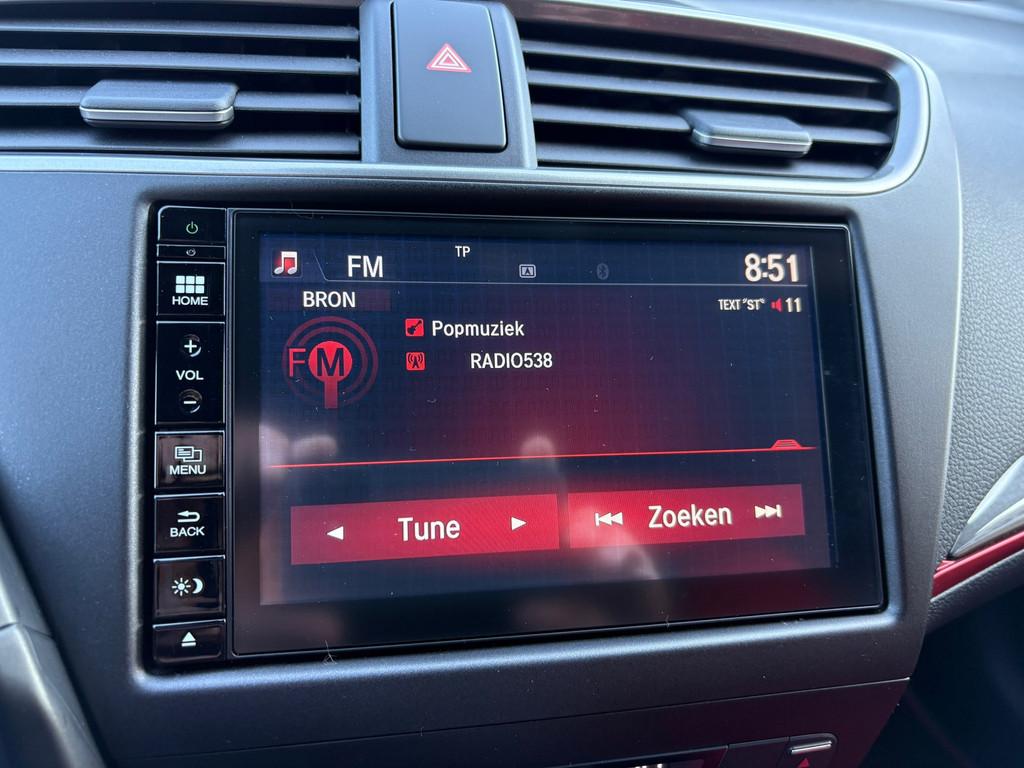 FM
TP
8:51
BRON
TEXT "ST" 11
FM
Popmuziek
RADIO538
HOME
VOL
MENU
BACK
Tune
Zoeken